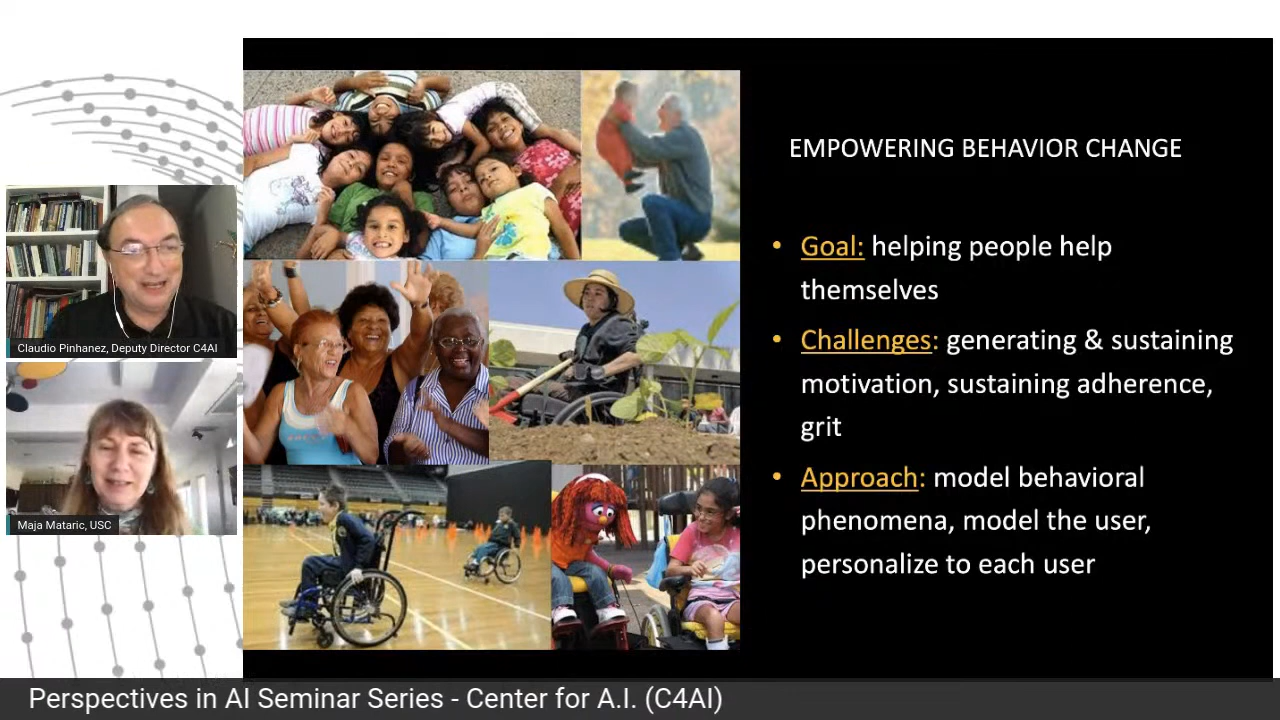 EMPOWERING BEHAVIOR CHANGE
• Goal: helping people help
themselves
• Challenges: generating & sustaining
motivation, sustaining adherence,
grit
• Approach: model behavioral
phenomena, model the user,
personalize to each user
Claudio Pinhanez, Deputy Director C4AI
Maja Mataric, USC
Perspectives in AI Seminar Series - Center for A.I. (C4AI)